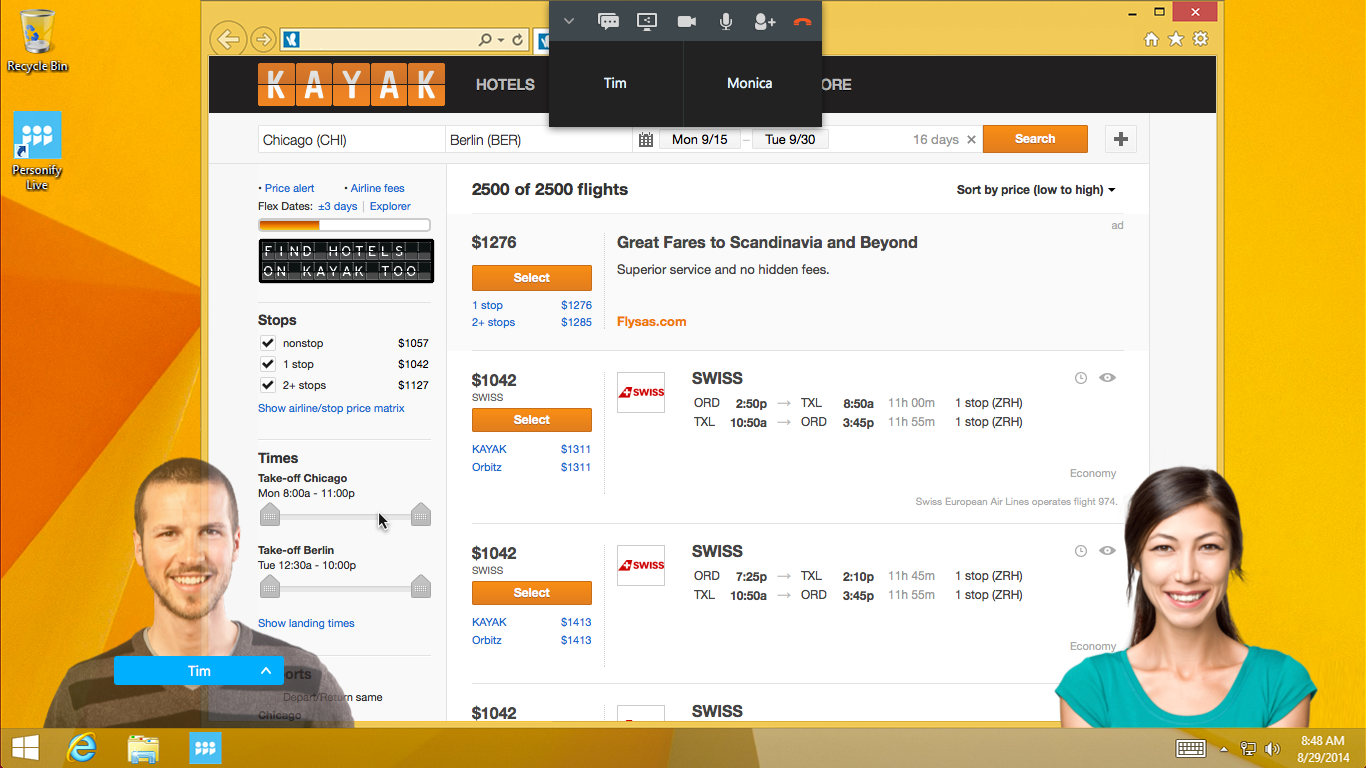 Recycle Bin
Personify
Live
Tim
Monica
KAYAK
HOTELS
ORE
Chicago (CHI)
Berlin (BER)
Mon 9/15 – Tue 9/30
16 days
Search
• Price alert • Airline fees
Flex Dates: ±3 days | Explorer
FIND HOTELS
ON KAYAK TOO
Stops
nonstop $1057
1 stop $1042
2+ stops $1127
Show airline/stop price matrix
Times
Take-off Chicago
Mon 8:00a - 11:00p
Take-off Berlin
Tue 12:30a - 10:00p
Show landing times
orts
Depart/Return same
Chicago
Tim
2500 of 2500 flights
Sort by price (low to high)
ad
$1276
Select
1 stop $1276
2+ stops $1285
Great Fares to Scandinavia and Beyond
Superior service and no hidden fees.
Flysas.com
$1042
SWISS
Select
KAYAK $1311
Orbitz $1311
SWISS
SWISS
ORD 2:50p → TXL 8:50a 11h 00m 1 stop (ZRH)
TXL 10:50a → ORD 3:45p 11h 55m 1 stop (ZRH)
Economy
Swiss European Air Lines operates flight 974.
$1042
SWISS
Select
KAYAK $1413
Orbitz $1413
SWISS
SWISS
ORD 7:25p → TXL 2:10p 11h 45m 1 stop (ZRH)
TXL 10:50a → ORD 3:45p 11h 55m 1 stop (ZRH)
Economy
$1042
SWISS
8:48 AM
8/29/2014